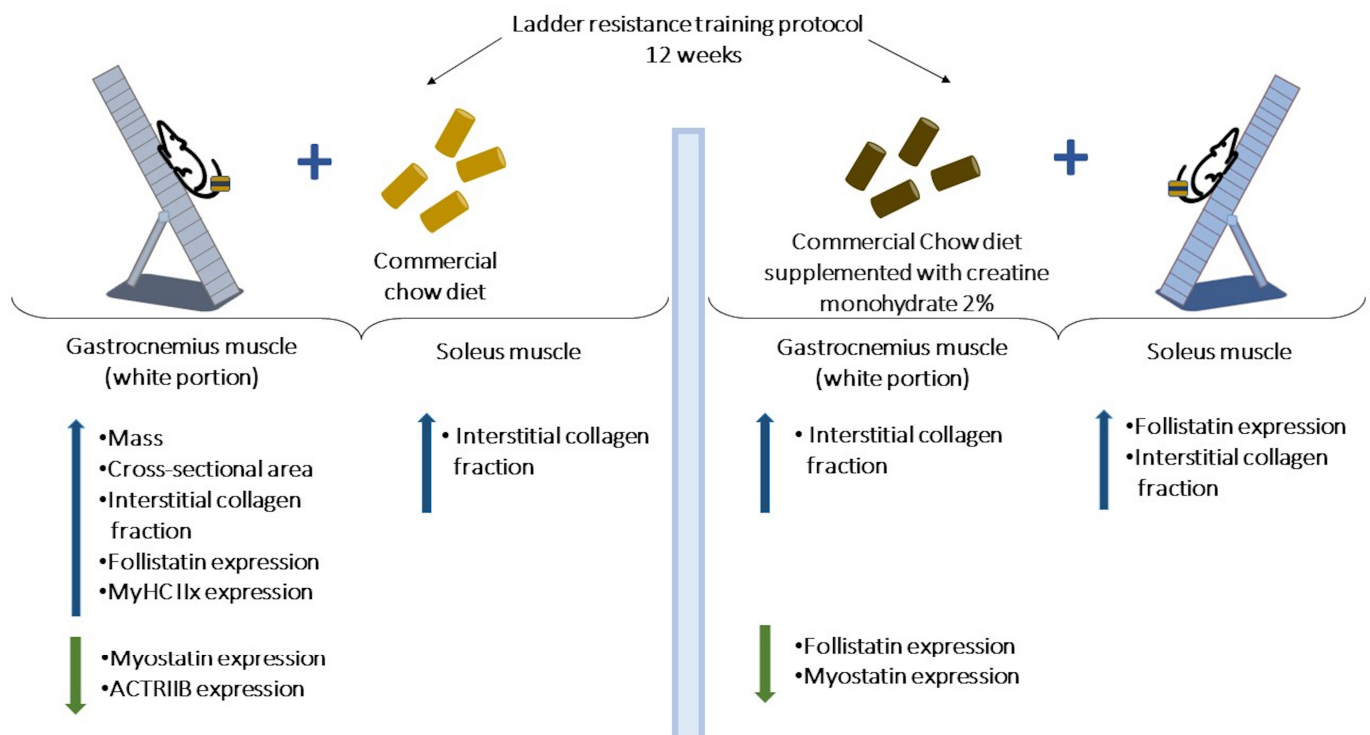 Ladder resistance training protocol
12 weeks
Commercial
chow diet
Gastrocnemius muscle
(white portion)
•Mass
•Cross-sectional area
•Interstitial collagen
fraction
•Follistatin expression
•MyHC IIx expression
•Myostatin expression
•ACTRIIB expression
Soleus muscle
• Interstitial collagen
fraction
Commercial Chow diet
supplemented with creatine
monohydrate 2%
Gastrocnemius muscle
(white portion)
• Interstitial collagen
fraction
•Follistatin expression
•Myostatin expression
Soleus muscle
•Follistatin expression
•Interstitial collagen
fraction